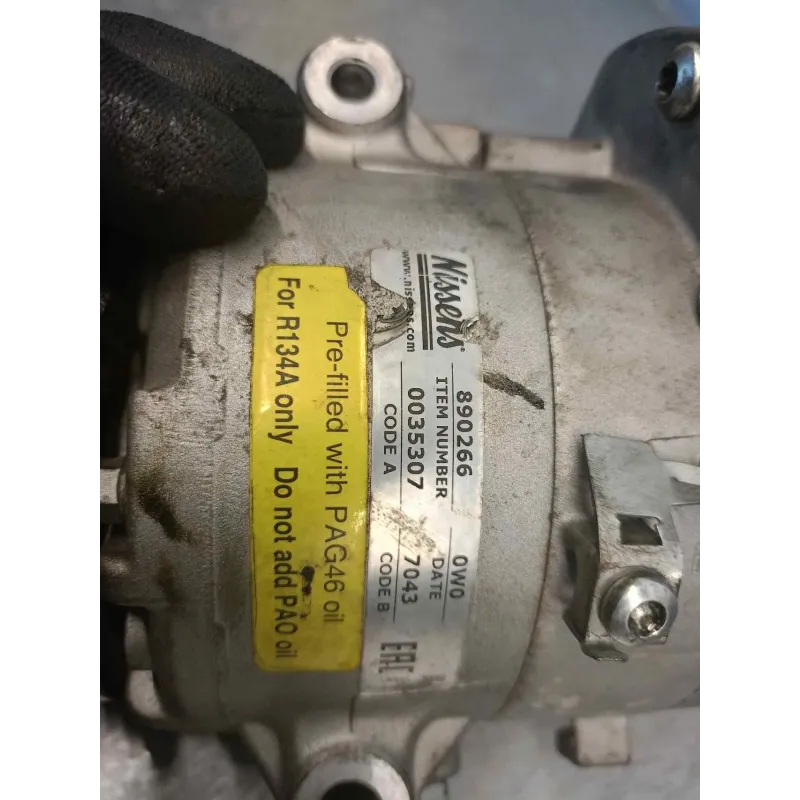 Nissens®
www.nissens.com
890266 0W0
ITEM NUMBER DATE
0035307 7043
CODE A CODE B
EAC
Pre-filled with PAG46 oil
For R134A only Do not add PAO oil